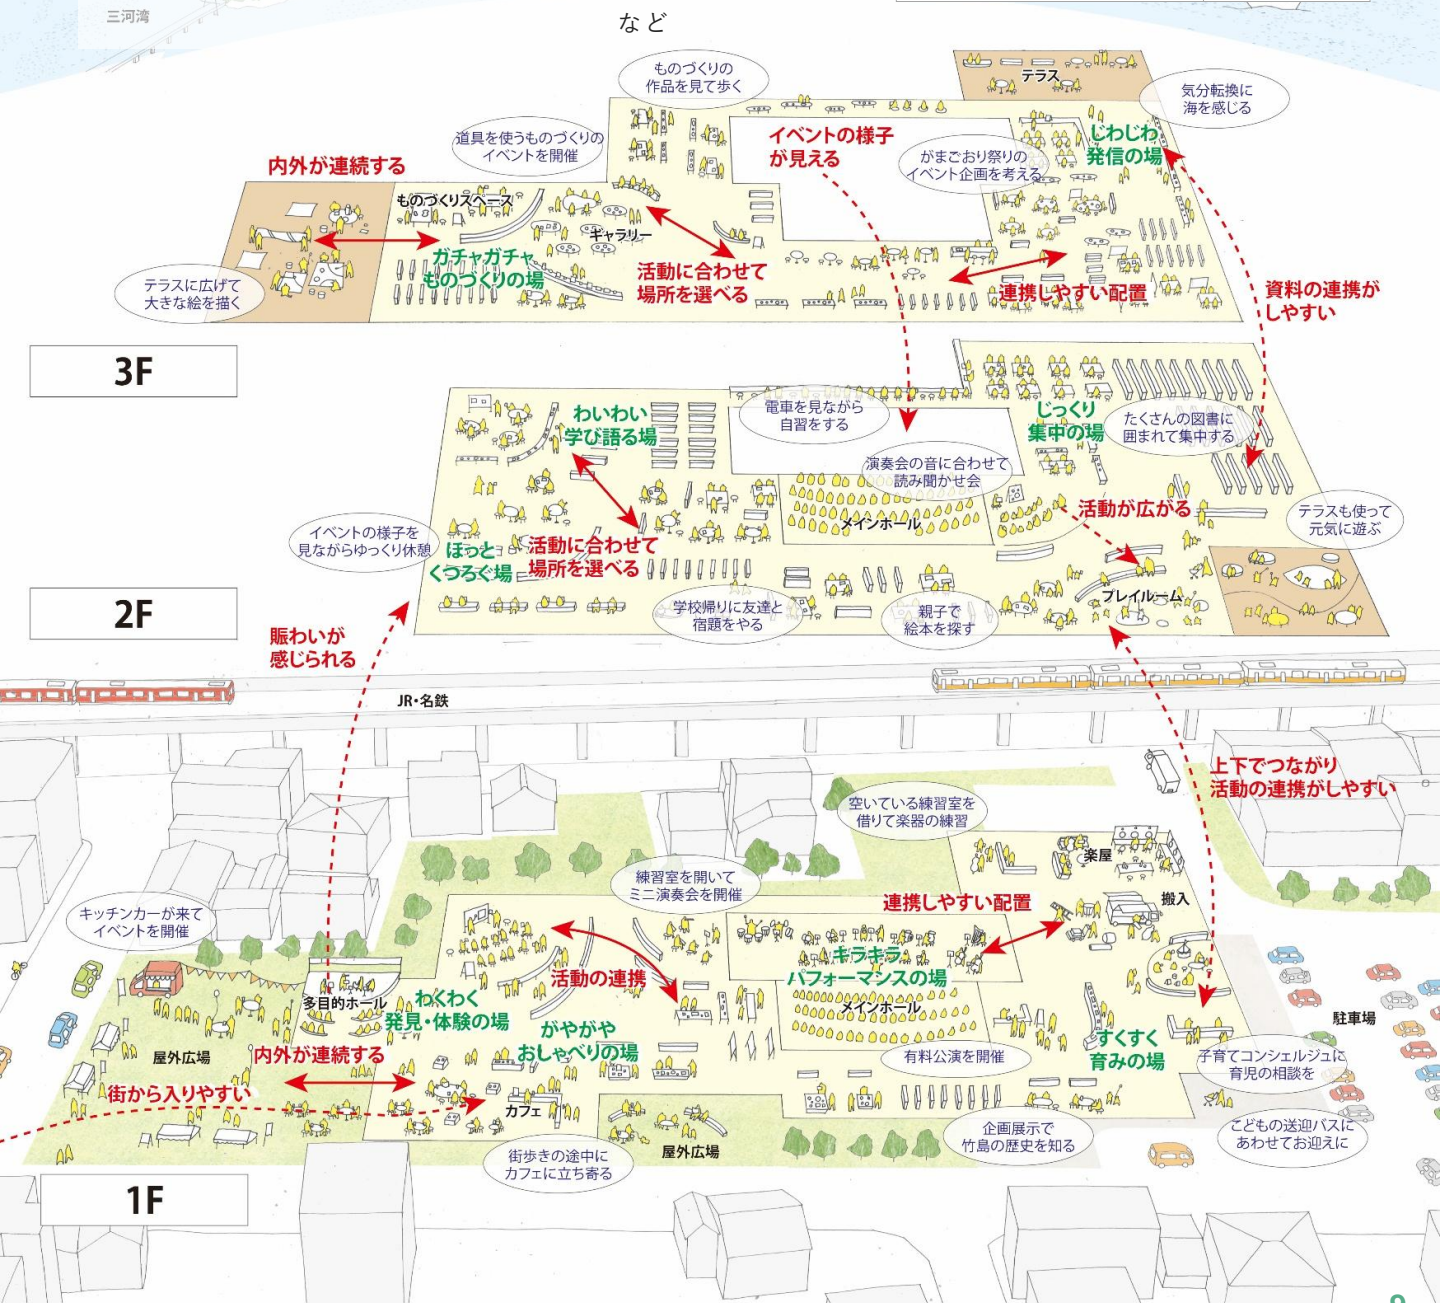 三河湾
など
ものづくりの
作品を見て歩く
テラス
気分転換に
海を感じる
道具を使うものづくりの
イベントを開催
イベントの様子
が見える
がまごおり祭りの
イベント企画を考える
じわじわ
発信の場
内外が連続する
ものづくりスペース
ギャラリー
ガチャガチャ
ものづくりの場
活動に合わせて
場所を選べる
連携しやすい配置
テラスに広げて
大きな絵を描く
資料の連携が
しやすい
3F
わいわい
学び語る場
電車を見ながら
自習をする
じっくり
集中の場
たくさんの図書に
囲まれて集中する
演奏会の音に合わせて
読み聞かせ会
メインホール
活動が広がる
テラスも使って
元気に遊ぶ
イベントの様子を
見ながらゆっくり休憩
ほっと
くつろぐ場
活動に合わせて
場所を選べる
プレイルーム
学校帰りに友達と
宿題をやる
親子で
絵本を探す
2F
賑わいが
感じられる
JR・名鉄
上下でつながり
活動の連携がしやすい
空いている練習室を
借りて楽器の練習
楽屋
練習室を開いて
ミニ演奏会を開催
連携しやすい配置
搬入
キッチンカーが来て
イベントを開催
活動の連携
キラキラ
パフォーマンスの場
多目的ホール
わくわく
発見・体験の場
メインホール
駐車場
がやがや
おしゃべりの場
すくすく
育みの場
屋外広場
内外が連続する
有料公演を開催
子育てコンシェルジュに
育児の相談を
街から入りやすい
カフェ
企画展示で
竹島の歴史を知る
こどもの送迎バスに
あわせてお迎えに
街歩きの途中に
カフェに立ち寄る
屋外広場
1F